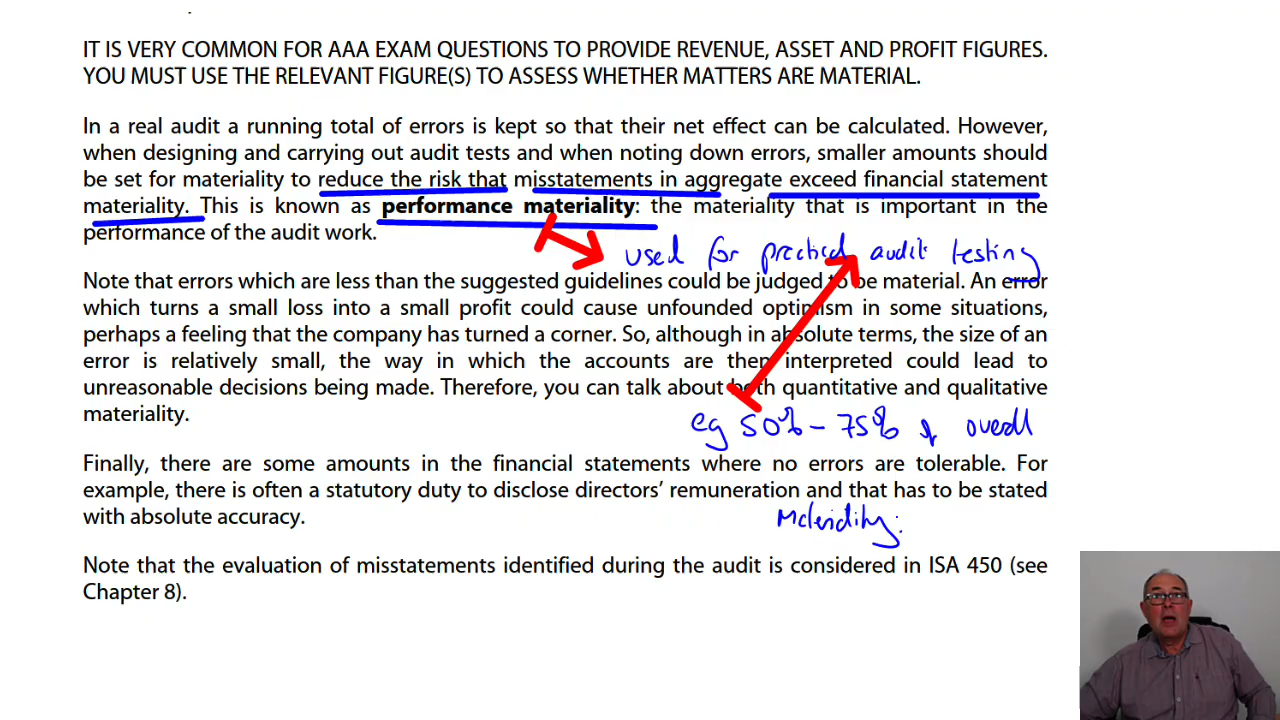 IT IS VERY COMMON FOR AAA EXAM QUESTIONS TO PROVIDE REVENUE, ASSET AND PROFIT FIGURES.
YOU MUST USE THE RELEVANT FIGURE(S) TO ASSESS WHETHER MATTERS ARE MATERIAL.
In a real audit a running total of errors is kept so that their net effect can be calculated. However,
when designing and carrying out audit tests and when noting down errors, smaller amounts should
be set for materiality to reduce the risk that misstatements in aggregate exceed financial statement
materiality. This is known as performance materiality: the materiality that is important in the
performance of the audit work.
used for practical audit testing
Note that errors which are less than the suggested guidelines could be judged to be material. An error
which turns a small loss into a small profit could cause unfounded optimism in some situations,
perhaps a feeling that the company has turned a corner. So, although in absolute terms, the size of an
error is relatively small, the way in which the accounts are then interpreted could lead to
unreasonable decisions being made. Therefore, you can talk about both quantitative and qualitative
materiality.
eg 50% - 75% of overall
Finally, there are some amounts in the financial statements where no errors are tolerable. For
example, there is often a statutory duty to disclose directors' remuneration and that has to be stated
with absolute accuracy.
Materiality.
Note that the evaluation of misstatements identified during the audit is considered in ISA 450 (see
Chapter 8).